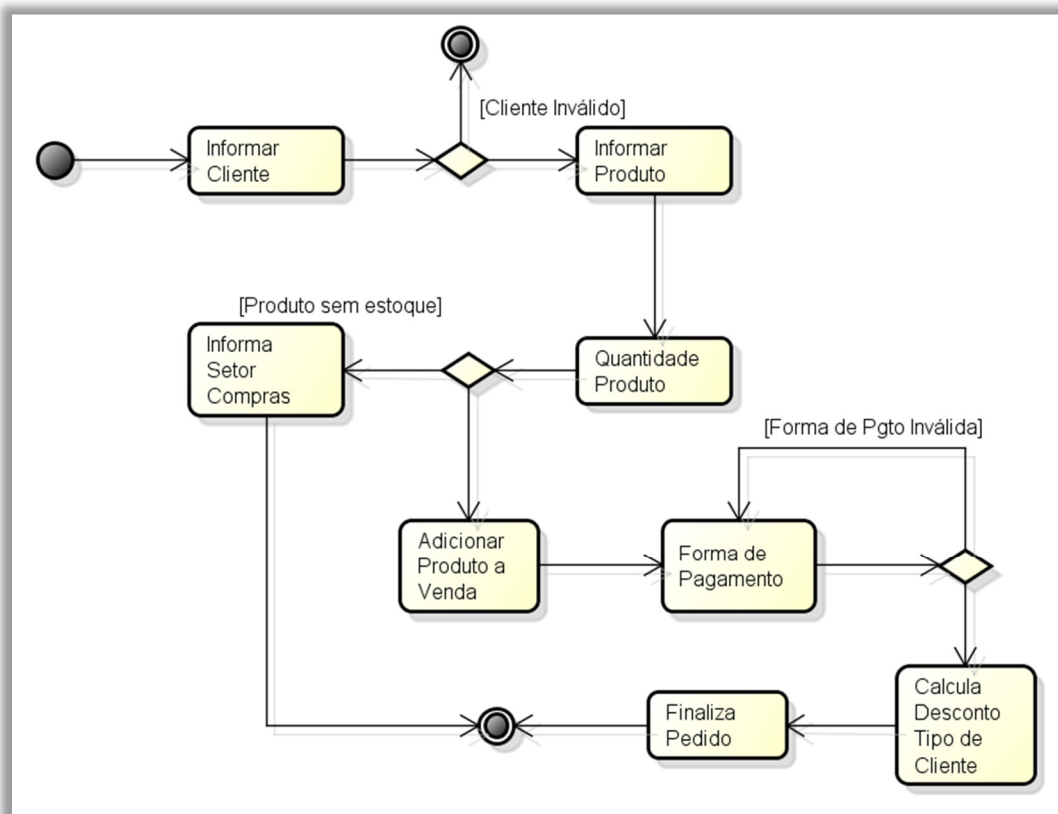 [Cliente Inválido]
Informar
Cliente
Informar
Produto
[Produto sem estoque]
Informa
Setor
Compras
Quantidade
Produto
[Forma de Pgto Inválida]
Adicionar
Produto a
Venda
Forma de
Pagamento
Calcula
Desconto
Tipo de
Cliente
Finaliza
Pedido